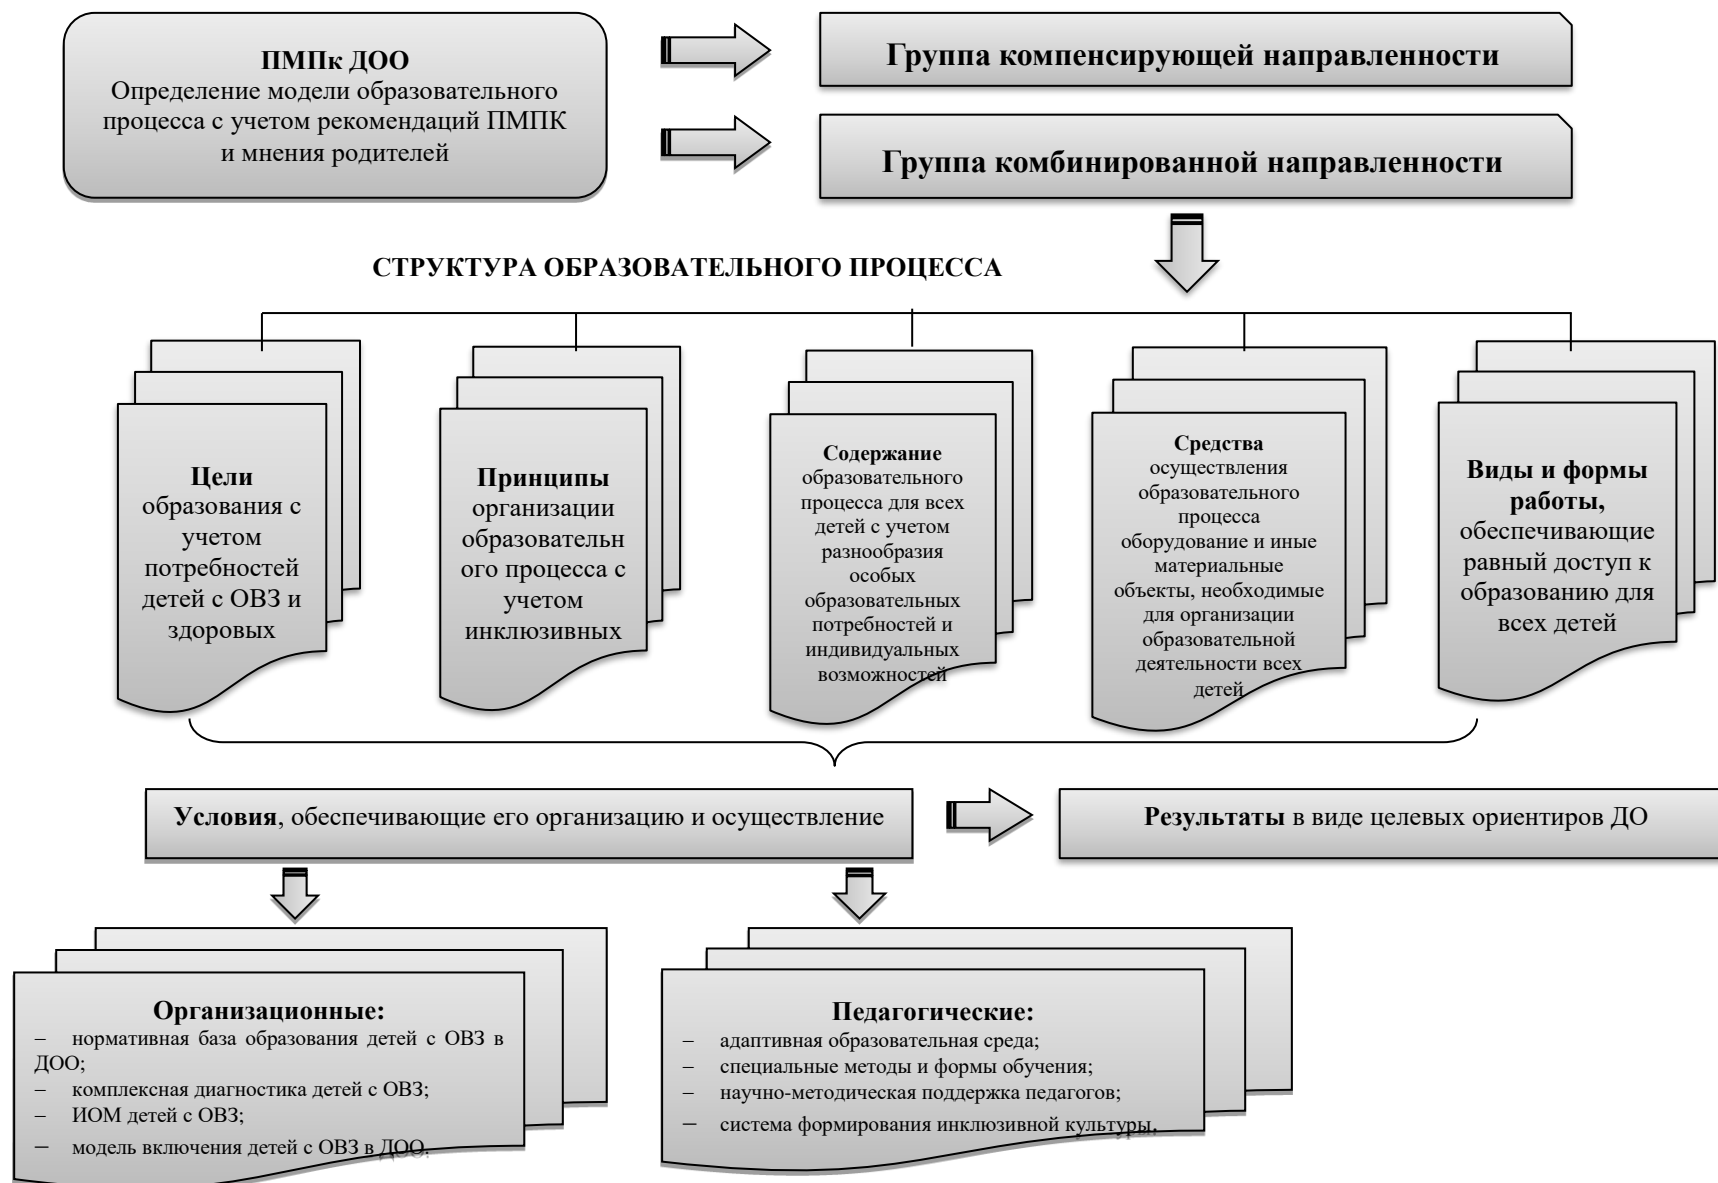 ПМПк ДОО
Определение модели образовательного
процесса с учетом рекомендаций ПМПК
и мнения родителей
Группа компенсирующей направленности
Группа комбинированной направленности
СТРУКТУРА ОБРАЗОВАТЕЛЬНОГО ПРОЦЕССА
Цели
образования с
учетом
потребностей
детей с ОВЗ и
здоровых
Принципы
организации
образовательн
ого процесса с
учетом
инклюзивных
Содержание
образовательного
процесса для всех
детей с учетом
разнообразия
особых
образовательных
потребностей и
индивидуальных
возможностей
Средства
осуществления
образовательного
процесса
оборудование и иные
материальные
объекты, необходимые
для организации
образовательной
деятельности всех
детей
Виды и формы
работы,
обеспечивающие
равный доступ к
образованию для
всех детей
Условия, обеспечивающие его организацию и осуществление
Результаты в виде целевых ориентиров ДО
Организационные:
– нормативная база образования детей с ОВЗ в
ДОО;
– комплексная диагностика детей с ОВЗ;
– ИОМ детей с ОВЗ;
– модель включения детей с ОВЗ в ДОО.
Педагогические:
– адаптивная образовательная среда;
– специальные методы и формы обучения;
– научно-методическая поддержка педагогов;
– система формирования инклюзивной культуры.